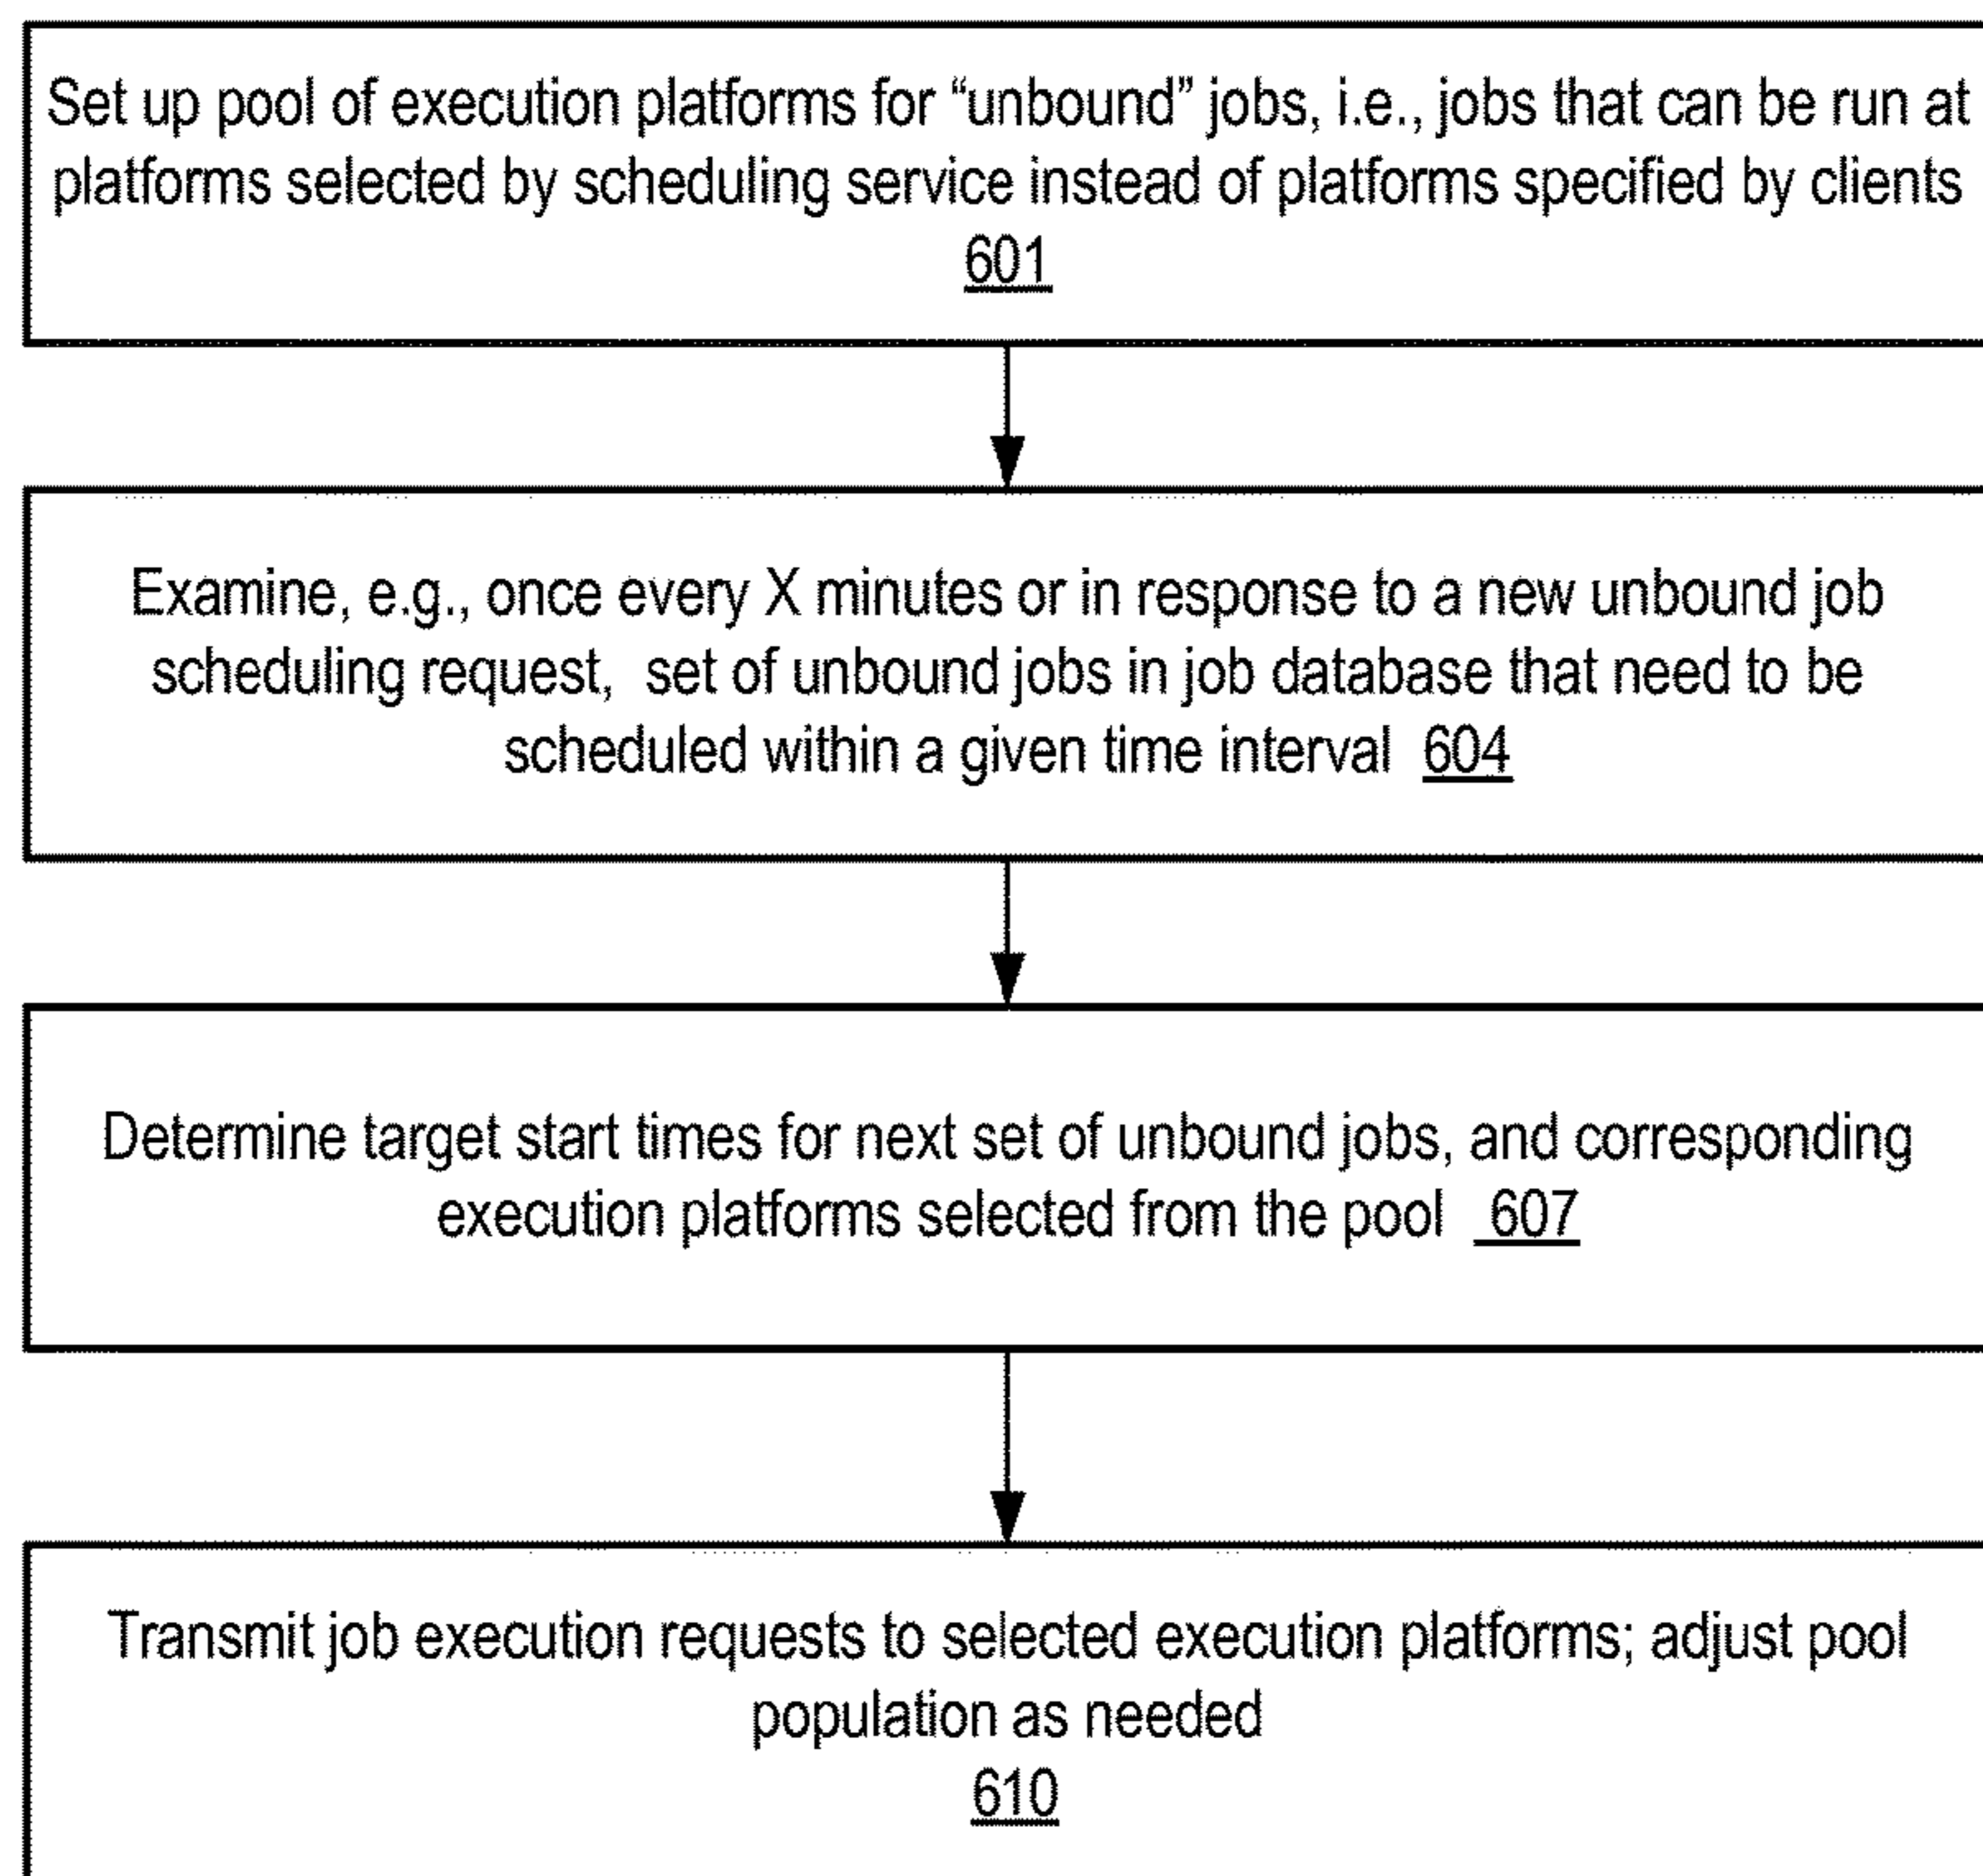 Set up pool of execution platforms for “unbound” jobs, i.e., jobs that can be run at
platforms selected by scheduling service instead of platforms specified by clients
601
Examine, e.g., once every X minutes or in response to a new unbound job
scheduling request, set of unbound jobs in job database that need to be
scheduled within a given time interval 604
Determine target start times for next set of unbound jobs, and corresponding
execution platforms selected from the pool 607
Transmit job execution requests to selected execution platforms; adjust pool
population as needed
610